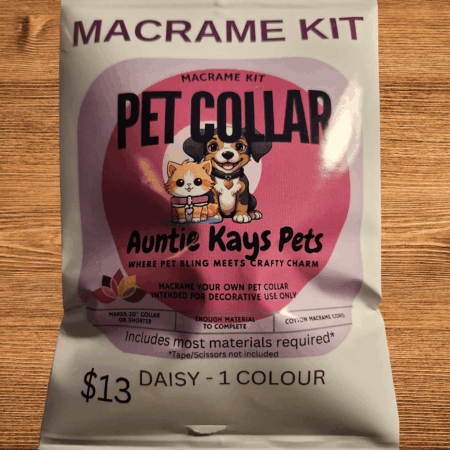 MACRAME KIT
MACRAME KIT
PET COLLAR
Auntie Kays Pets
WHERE PET BLING MEETS CRAFTY CHARM
MACRAME YOUR OWN PET COLLAR
INTENDED FOR DECORATIVE USE ONLY
MAKES 20" COLLAR
OR SHORTER
ENOUGH MATERIAL
TO COMPLETE
COTTON MACRAME CORD
Includes most materials required*
*Tape/Scissors not included
$13 DAISY - 1 COLOUR